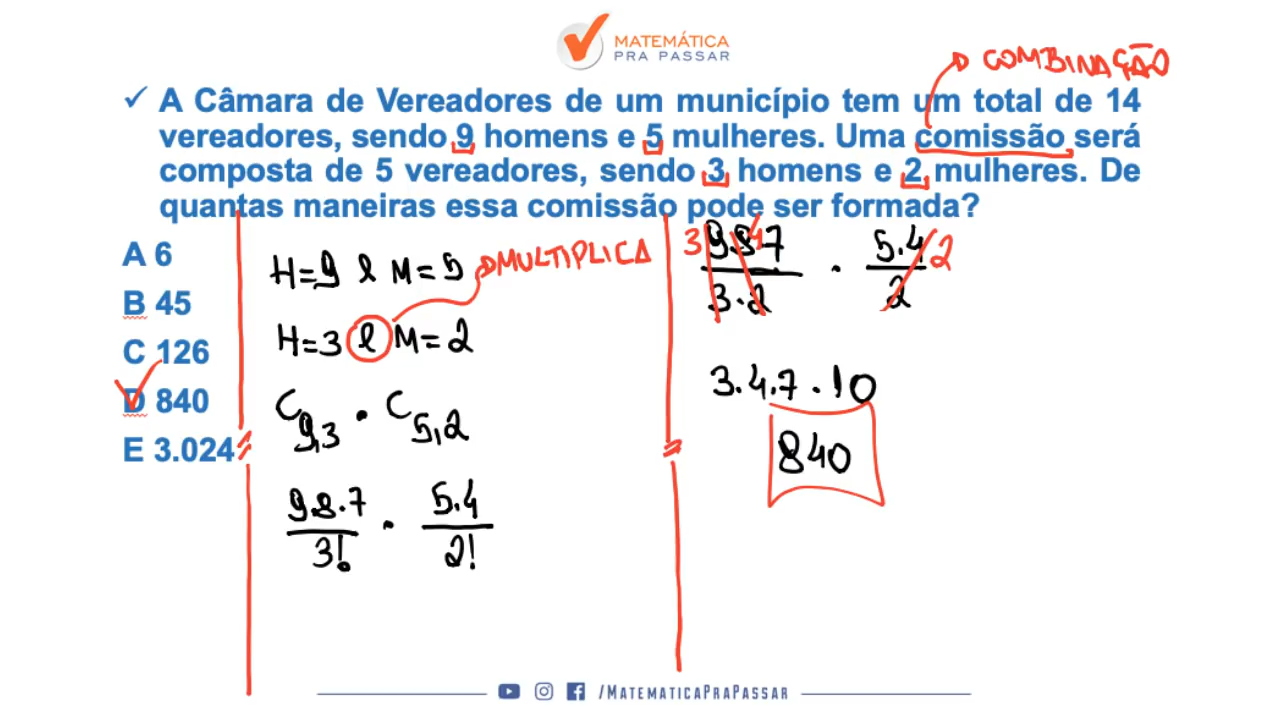 MATEMÁTICA
PRA PASSAR
COMBINAÇÃO
✓ A Câmara de Vereadores de um município tem um total de 14
vereadores, sendo 9 homens e 5 mulheres. Uma comissão será
composta de 5 vereadores, sendo 3 homens e 2 mulheres. De
quantas maneiras essa comissão pode ser formada?
A 6
B 45
C 126
D 840
E 3.024
H=9 e M=5
MULTIPLICA
H=3 e M=2
C9,3 · C5,2
9.8.7/3! · 5.4/2!
3 9.8.7/3.2 4 · 5.4/2 2
3.4.7.10
840
/MATEMATICAPRAPASSAR